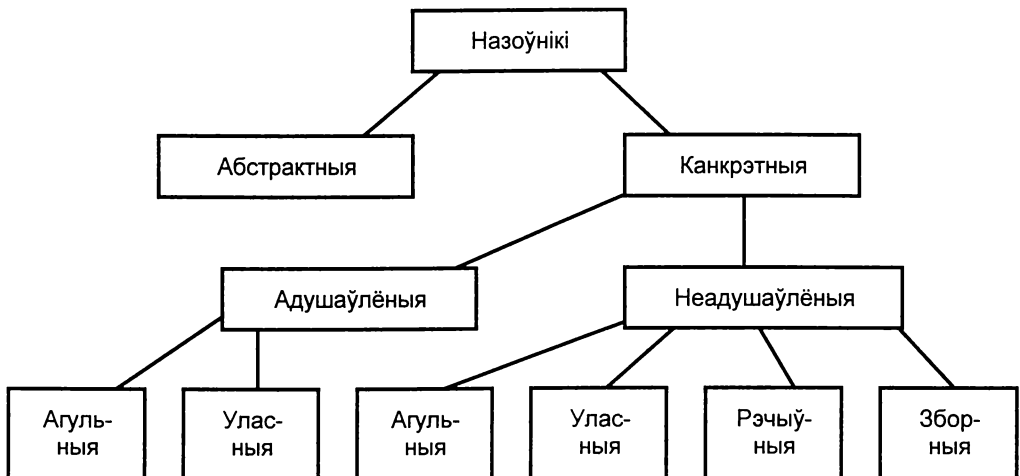 Назоўнікі
Абстрактныя
Канкрэтныя
Адушаўлёныя
Неадушаўлёныя
Агуль-
ныя
Улас-
ныя
Агуль-
ныя
Улас-
ныя
Рэчыў-
ныя
Збор-
ныя